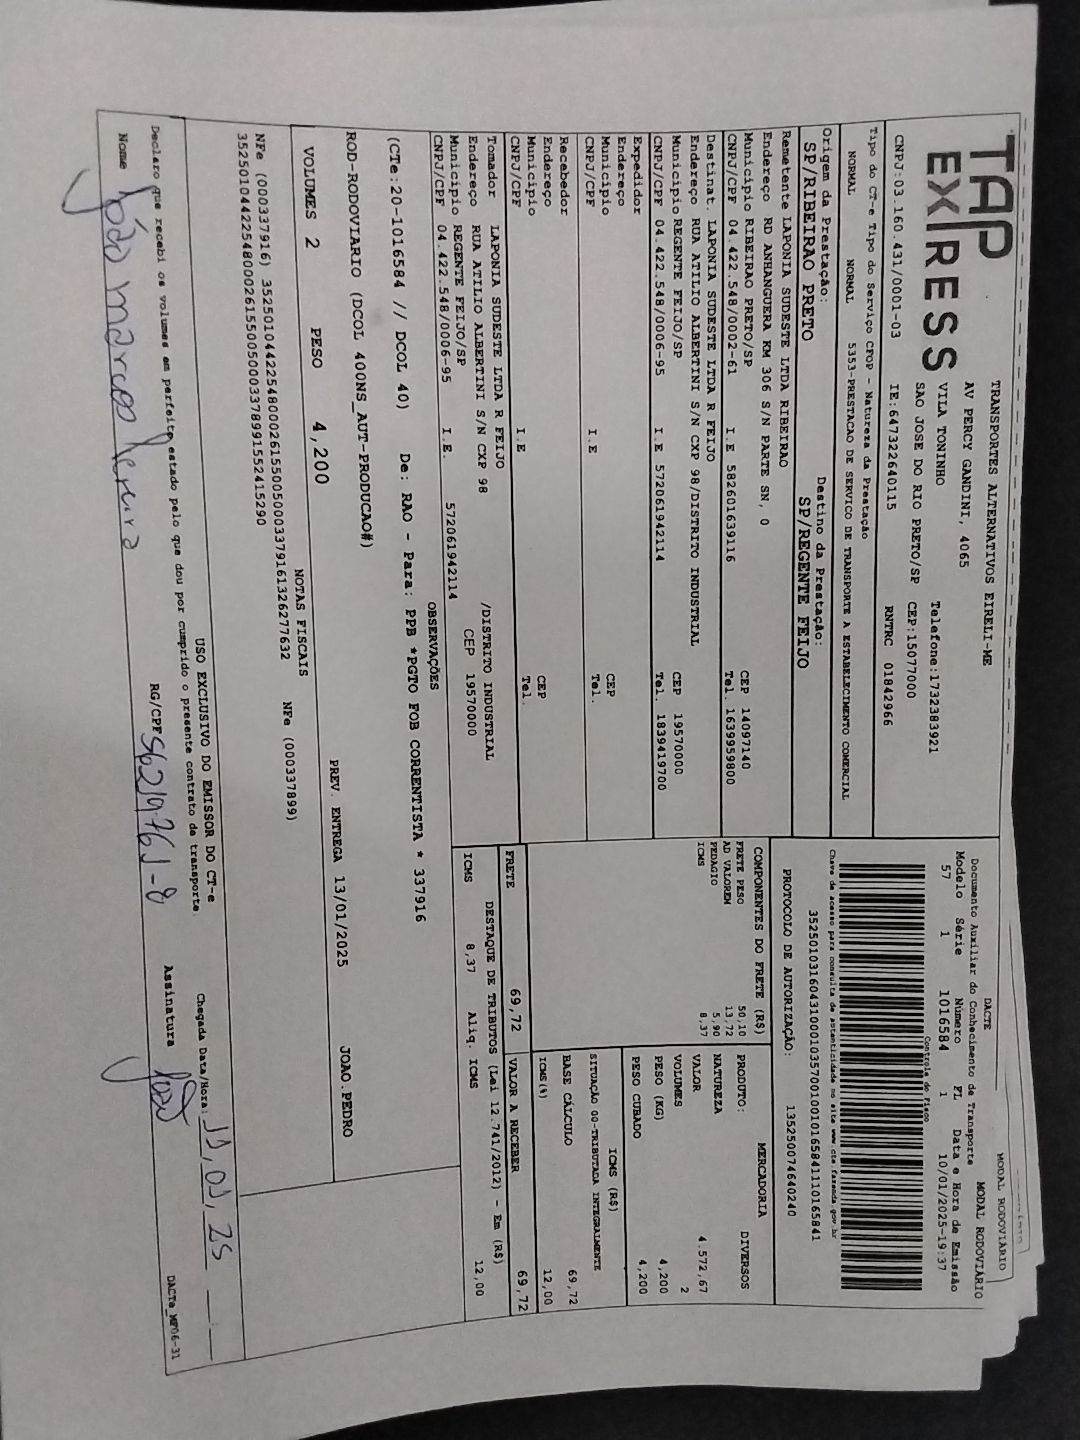 TAP
EXPRESS
TRANSPORTES ALTERNATIVOS EIRELI-ME
AV PERCY GANDINI, 4065
VILA TONINHO
SAO JOSE DO RIO PRETO/SP CEP:15077000
Telefone:1732383921
CNPJ:03.160.431/0001-03 IE:647322640115 RNTRC 01842966
MODAL RODOVIARIO
DACTE MODAL RODOVIÁRIO
Documento Auxiliar do Conhecimento de Transporte
Modelo Série Número FL Data e Hora de Emissão
57 1 1016584 1 10/01/2025-19:37
Controle do Fisco
Chave de acesso para consulta de autenticidade no site www.cte.fazenda.gov.br
35250103160431000103570010010165841110165841
PROTOCOLO DE AUTORIZAÇÃO: 135250074640240
Tipo do CT-e Tipo do Serviço CFOP - Natureza da Prestação
NORMAL NORMAL 5353-PRESTACAO DE SERVICO DE TRANSPORTE A ESTABELECIMENTO COMERCIAL
Origem da Prestação: Destino da Prestação:
SP/RIBEIRAO PRETO SP/REGENTE FEIJO
Remetente LAPONIA SUDESTE LTDA RIBEIRAO
Endereço RD ANHANGUERA KM 306 S/N PARTE SN, 0
Município RIBEIRAO PRETO/SP CEP 14097140
CNPJ/CPF 04.422.548/0002-61 I.E 582601639116 Tel. 1639959800
Destinat. LAPONIA SUDESTE LTDA R FEIJO
Endereço RUA ATILIO ALBERTINI S/N CXP 98/DISTRITO INDUSTRIAL
Município REGENTE FEIJO/SP CEP 19570000
CNPJ/CPF 04.422.548/0006-95 I.E 572061942114 Tel. 1839419700
Expedidor
Endereço
Município CEP
CNPJ/CPF I.E Tel.
Recebedor
Endereço
Município CEP
CNPJ/CPF I.E Tel.
Tomador LAPONIA SUDESTE LTDA R FEIJO
Endereço RUA ATILIO ALBERTINI S/N CXP 98 /DISTRITO INDUSTRIAL
Município REGENTE FEIJO/SP CEP 19570000
CNPJ/CPF 04.422.548/0006-95 I.E. 572061942114
COMPONENTES DO FRETE (R$)
FRETE PESO 50,10
AD VALOREM 13,72
PEDAGIO 5,90
ICMS 8,37
MERCADORIA
PRODUTO: DIVERSOS
NATUREZA
VALOR 4.572,67
VOLUMES 2
PESO (KG) 4,200
PESO CUBADO 4,200
ICMS (R$)
SITUAÇÃO 00-TRIBUTADA INTEGRALMENTE
BASE CÁLCULO 69,72
ICMS(%) 12,00
FRETE 69,72 VALOR A RECEBER 69,72
DESTAQUE DE TRIBUTOS (Lei 12.741/2012) - Em (R$)
ICMS 8,37 Aliq. ICMS 12,00
OBSERVAÇÕES
(CTe:20-1016584 // DCOL 40) De: RAO - Para: PPB *PGTO FOB CORRENTISTA * 337916
ROD-RODOVIARIO (DCOL 400NS_AUT-PRODUCAO#)
VOLUMES 2 PESO 4,200 PREV. ENTREGA 13/01/2025 JOAO.PEDRO
NOTAS FISCAIS
NFe (000337916) 35250104422548000261550050003379161326277632 NFe (000337899)
35250104422548000261550050003378991552415290
USO EXCLUSIVO DO EMISSOR DO CT-e
Declaro que recebi os volumes em perfeito estado pelo que dou por cumprido o presente contrato de transporte.
Chegada Data/Hora: 11,01,25
Nome João marcos RG/CPF Assinatura João
DACTe_MP06-31